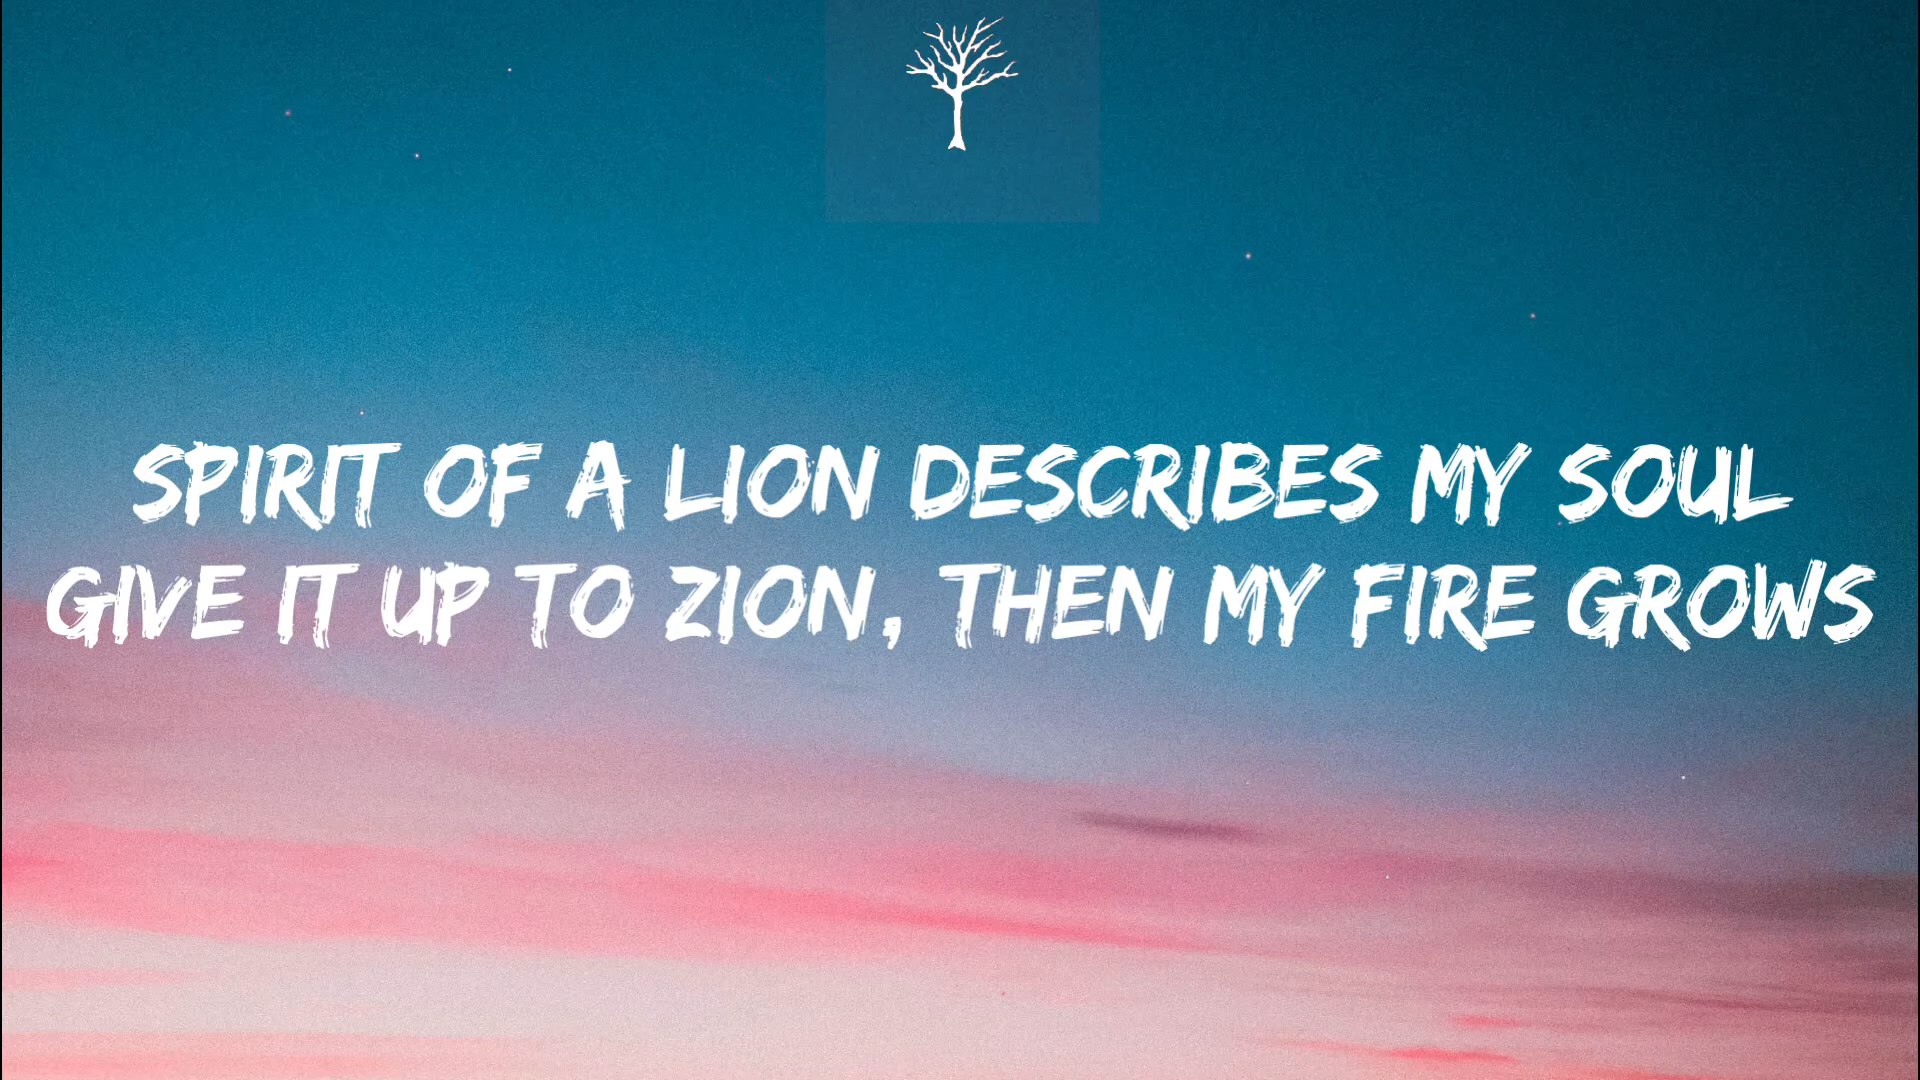 SPIRIT OF A LION DESCRIBES MY SOUL
GIVE IT UP TO ZION, THEN MY FIRE GROWS